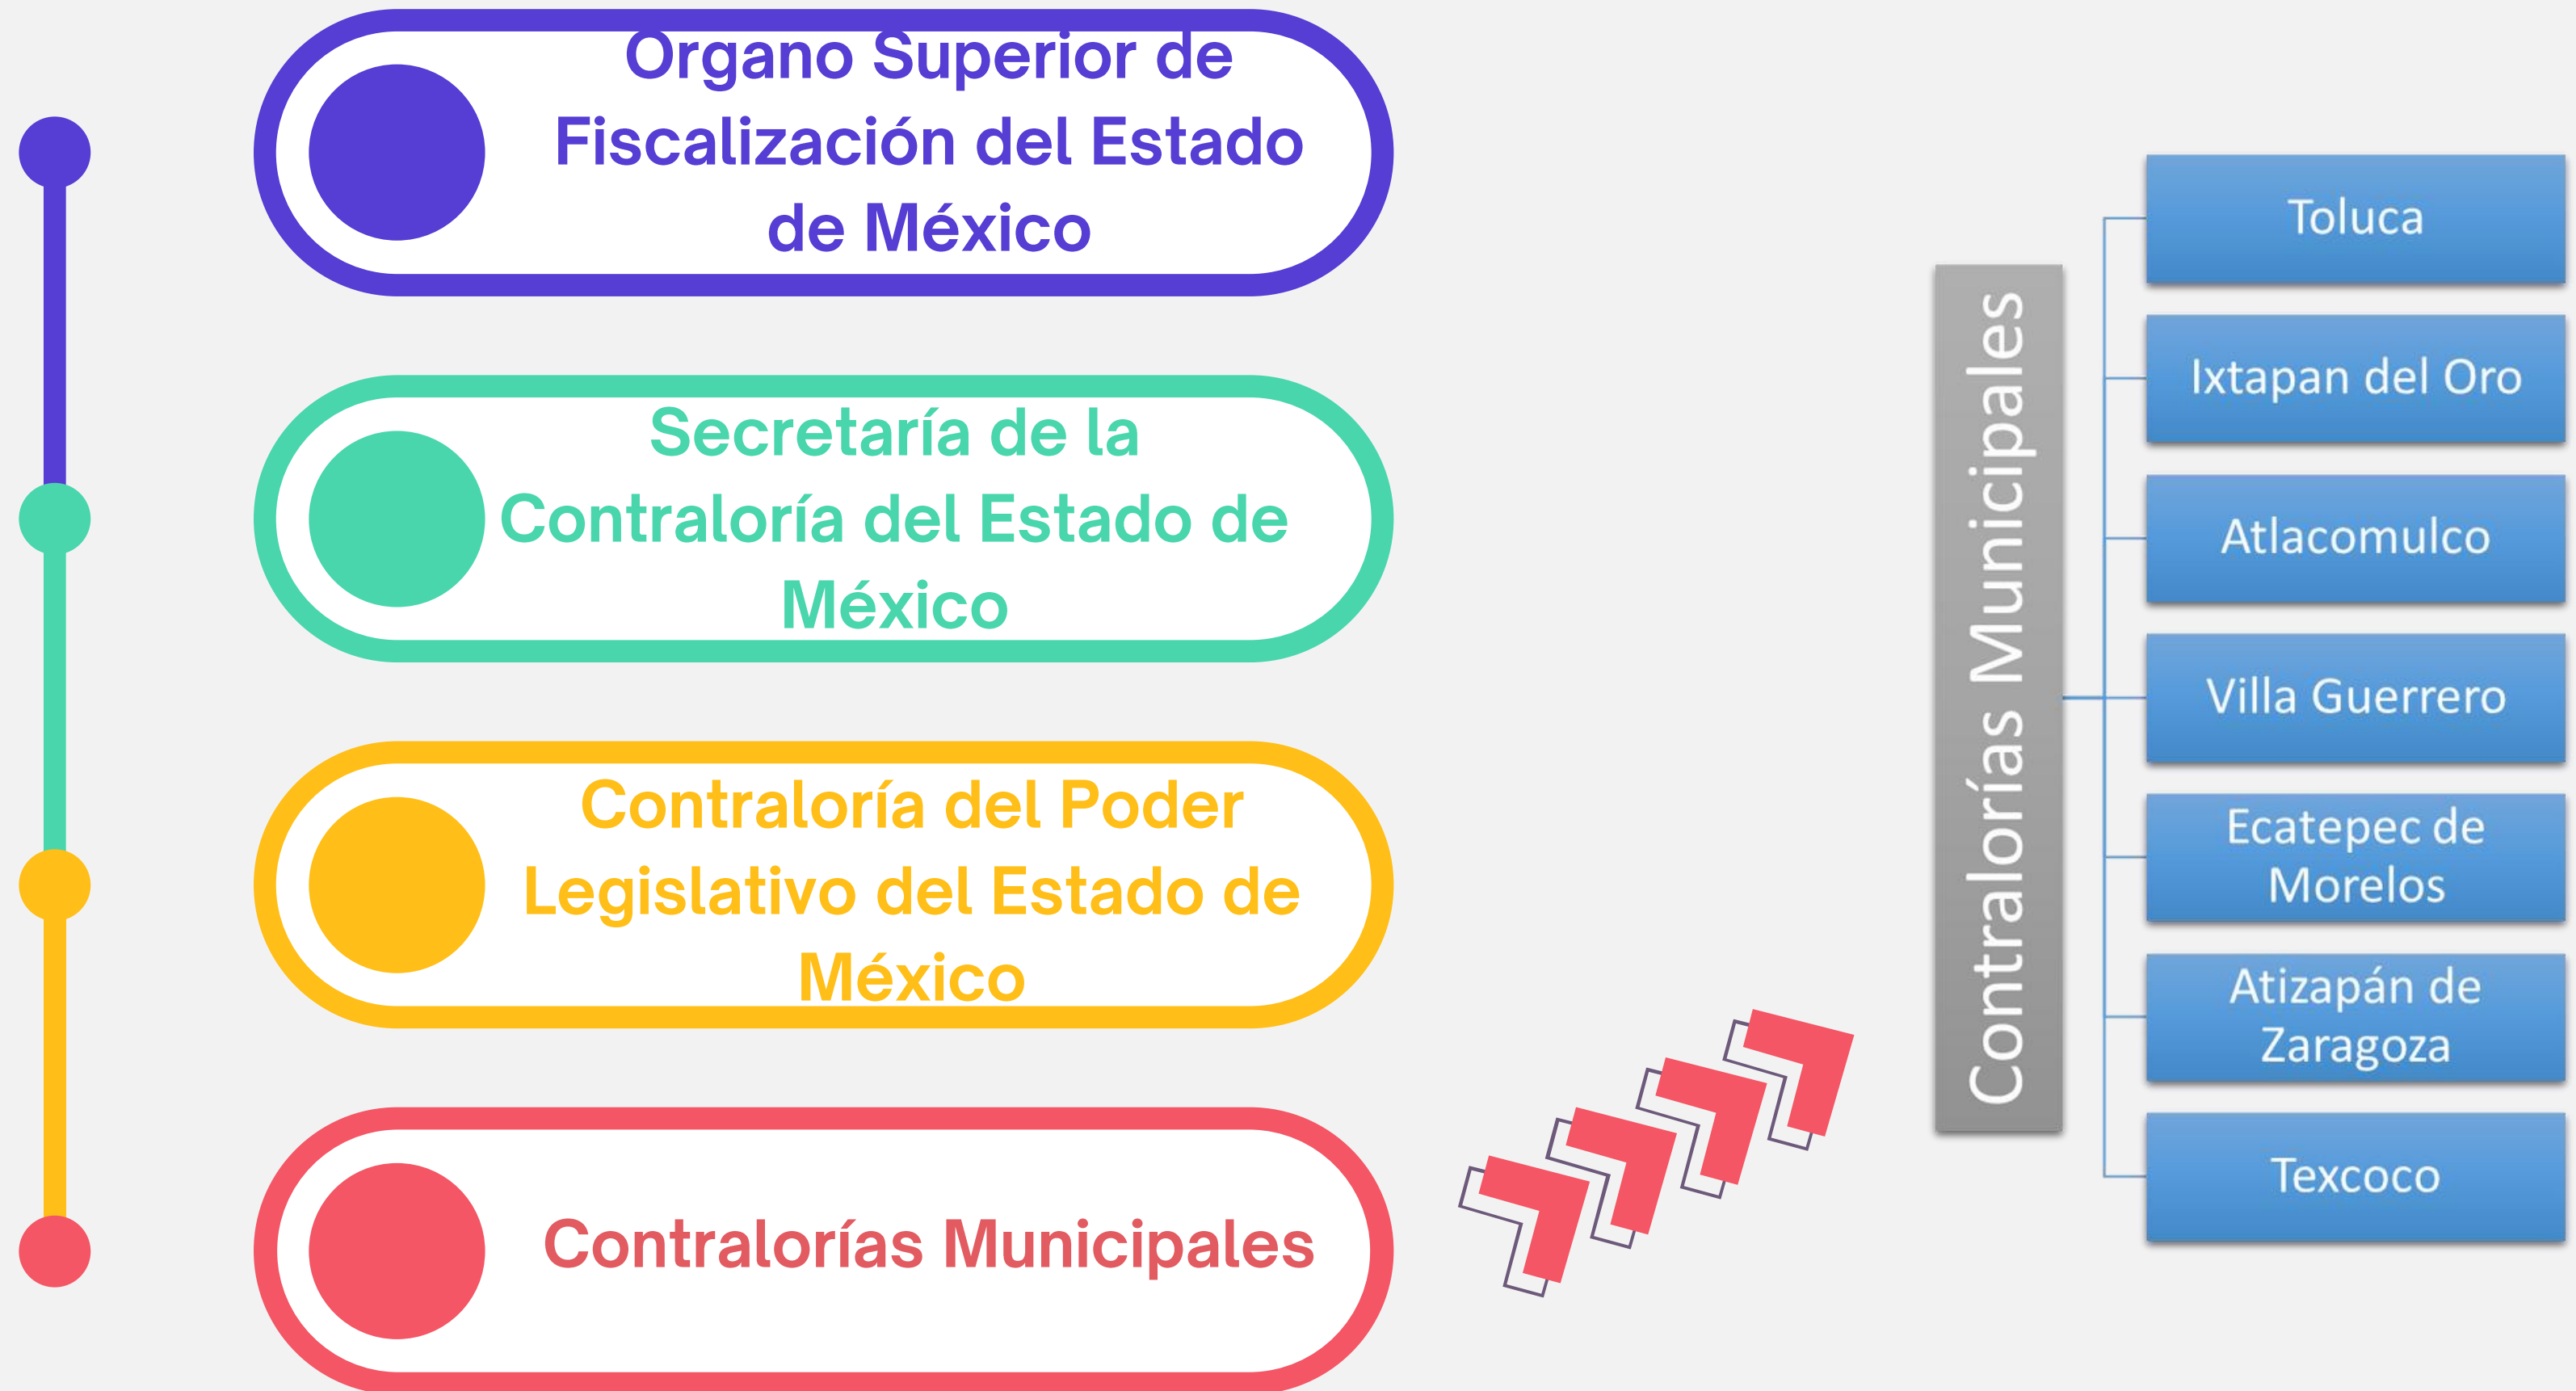 Organo Superior de
Fiscalización del Estado
de México
Secretaría de la
Contraloría del Estado de
México
Contraloría del Poder
Legislativo del Estado de
México
Contralorías Municipales
Contralorías Municipales
Toluca
Ixtapan del Oro
Atlacomulco
Villa Guerrero
Ecatepec de
Morelos
Atizapán de
Zaragoza
Texcoco